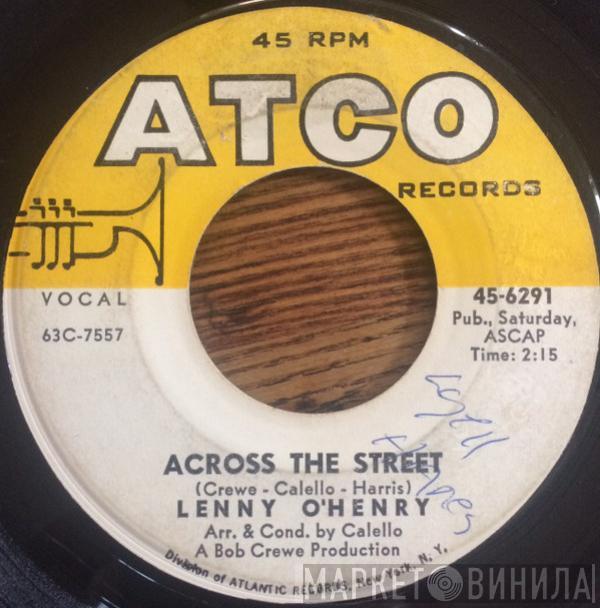 45 RPM
ATCO
RECORDS
VOCAL
63C-7557
45-6291
Pub., Saturday,
ASCAP
Time: 2:15
ACROSS THE STREET
(Crewe - Calello - Harris)
LENNY O'HENRY
Arr. & Cond. by Calello
A Bob Crewe Production
Division of ATLANTIC RECORDS, New York, N. Y.
МАРКЕТ ВИНИЛА